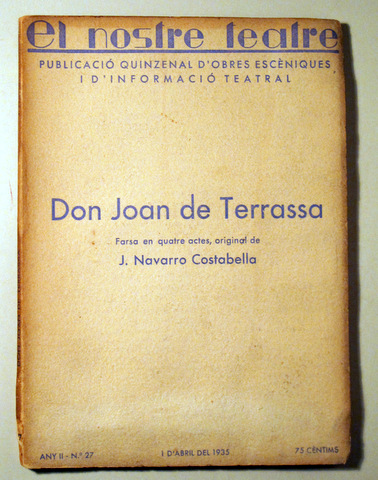 el nostre teatre
PUBLICACIÓ QUINZENAL D'OBRES ESCÈNIQUES
I D'INFORMACIÓ TEATRAL
Don Joan de Terrassa
Farsa en quatre actes, original de
J. Navarro Costabella
ANY II - N.º 27 I D'ABRIL DEL 1935 75 CÈNTIMS